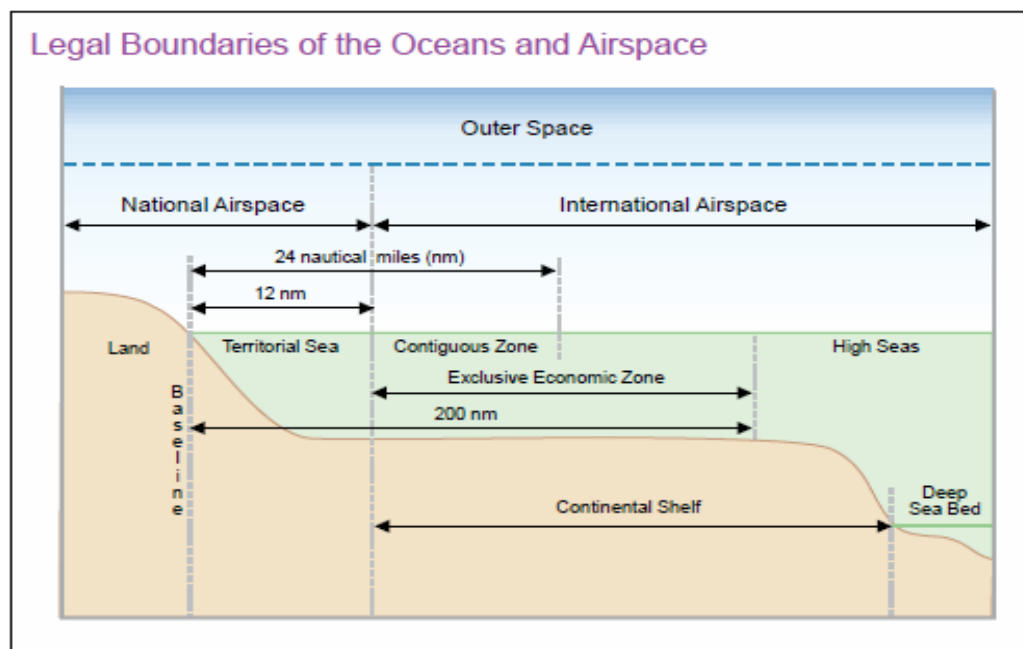 Legal Boundaries of the Oceans and Airspace
Outer Space
National Airspace
International Airspace
24 nautical miles (nm)
12 nm
Land
Territorial Sea
Contiguous Zone
High Seas
Exclusive Economic Zone
200 nm
Baseline
Continental Shelf
Deep
Sea Bed